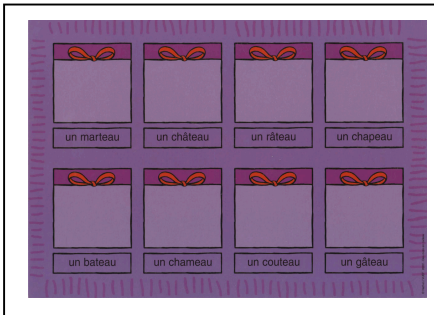 un marteau
un château
un râteau
un chapeau
un bateau
un chameau
un couteau
un gâteau